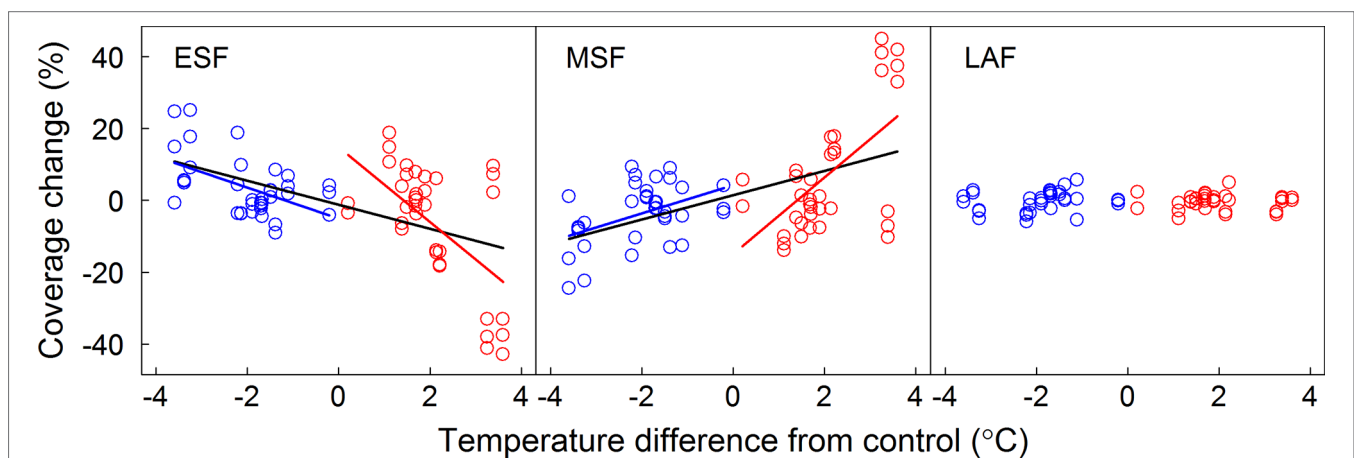 Coverage change (%)
40
20
0
-20
-40
ESF
MSF
LAF
-4 -2 0 2 4 -4 -2 0 2 4 -4 -2 0 2 4
Temperature difference from control (°C)